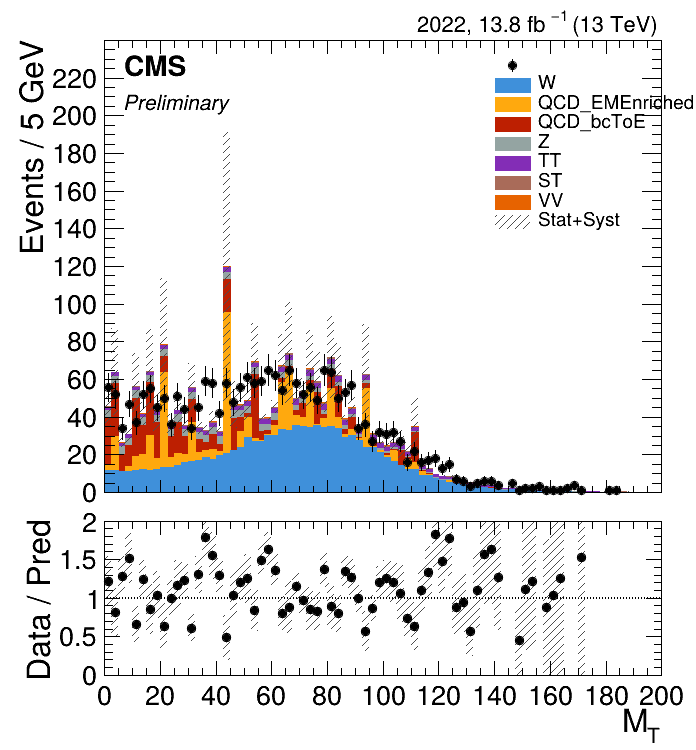 2022, 13.8 fb⁻¹ (13 TeV)
Events / 5 GeV
220
200
180
160
140
120
100
80
60
40
20
0
CMS
Preliminary
W
QCD_EMEnriched
QCD_bcToE
Z
TT
ST
VV
Stat+Syst
Data / Pred
2
1.5
1
0.5
0
0 20 40 60 80 100 120 140 160 180 200
M_T